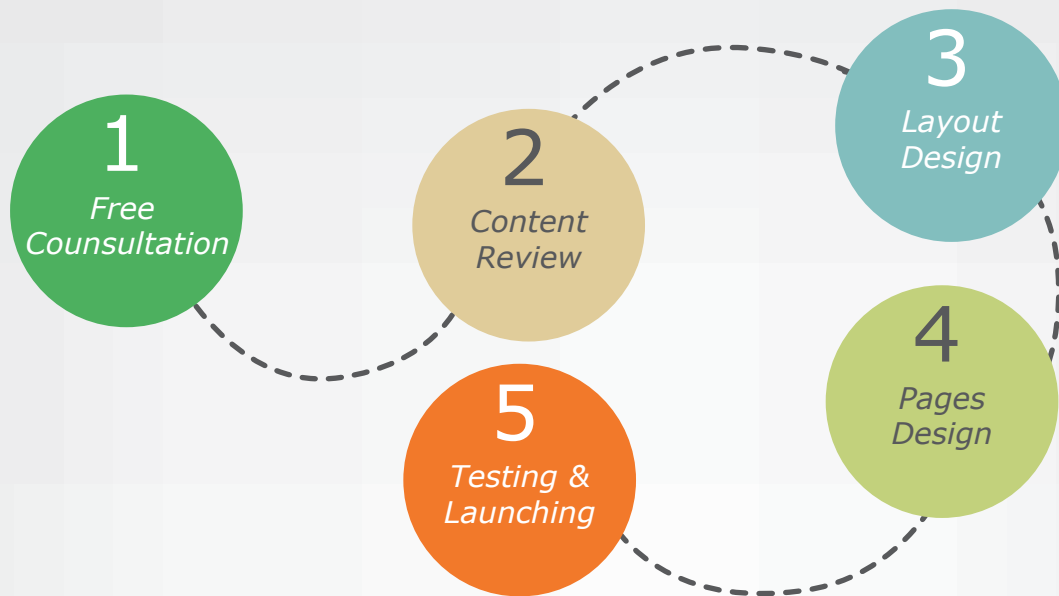 1
Free
Counsultation
2
Content
Review
3
Layout
Design
4
Pages
Design
5
Testing &
Launching